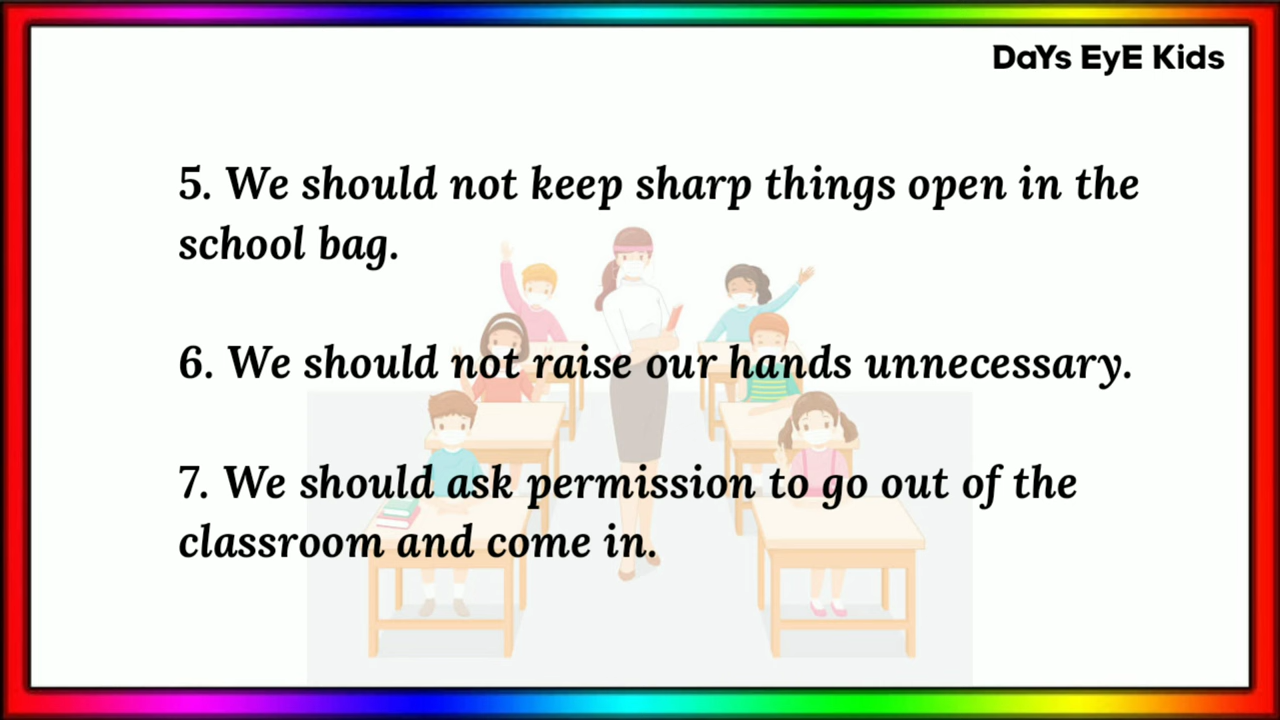 DaYs EyE Kids
5. We should not keep sharp things open in the
school bag.
6. We should not raise our hands unnecessary.
7. We should ask permission to go out of the
classroom and come in.